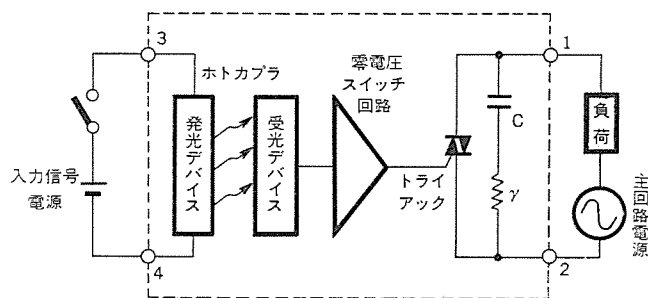 3
1
ホトカプラ
零電圧
スイッチ
回路
発光デバイス
受光デバイス
C
負荷
入力信号
電源
トライ
アック
γ
主回路電源
4
2